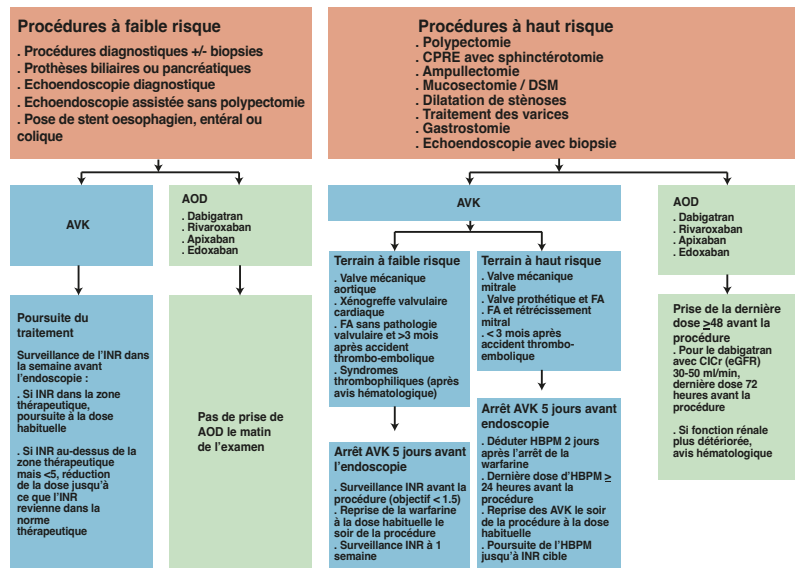 Procédures à faible risque
. Procédures diagnostiques +/- biopsies
. Prothèses biliaires ou pancréatiques
. Echoendoscopie diagnostique
. Echoendoscopie assistée sans polypectomie
. Pose de stent oesophagien, entéral ou
colique
Procédures à haut risque
. Polypectomie
. CPRE avec sphinctérotomie
. Ampullectomie
. Mucosectomie / DSM
. Dilatation de stènoses
. Traitement des varices
. Gastrostomie
. Echoendoscopie avec biopsie
AVK
AOD
. Dabigatran
. Rivaroxaban
. Apixaban
. Edoxaban
AVK
AOD
. Dabigatran
. Rivaroxaban
. Apixaban
. Edoxaban
Poursuite du
traitement
Surveillance de l'INR dans
la semaine avant
l'endoscopie :
. Si INR dans la zone
thérapeutique,
poursuite à la dose
habituelle
. Si INR au-dessus de la
zone thérapeutique
mais <5, réduction
de la dose jusqu'à
ce que l'INR
revienne dans la
norme
thérapeutique
Pas de prise de
AOD le matin
de l'examen
Terrain à faible risque
. Valve mécanique
aortique
. Xénogreffe valvulaire
cardiaque
. FA sans pathologie
valvulaire et >3 mois
après accident
thrombo-embolique
. Syndromes
thrombophiliques (après
avis hématologique)
Arrêt AVK 5 jours avant
l'endoscopie
. Surveillance INR avant la
procédure (objectif < 1.5)
. Reprise de la warfarine
à la dose habituelle le
soir de la procédure
. Surveillance INR à 1
semaine
Terrain à haut risque
. Valve mécanique
mitrale
. Valve prothétique et FA
. FA et rétrécissement
mitral
. < 3 mois après
accident thrombo-
embolique
Arrêt AVK 5 jours avant
endoscopie
. Déduter HBPM 2 jours
après l'arrêt de la
warfarine
. Dernière dose d'HBPM ≥
24 heures avant la
procédure
. Reprise des AVK le soir
de la procédure à la dose
habituelle
. Poursuite de l'HBPM
jusqu'à INR cible
Prise de la dernière
dose ≥48 avant la
procédure
. Pour le dabigatran
avec ClCr (eGFR)
30-50 ml/min,
dernière dose 72
heures avant la
procédure
. Si fonction rénale
plus détériorée,
avis hématologique